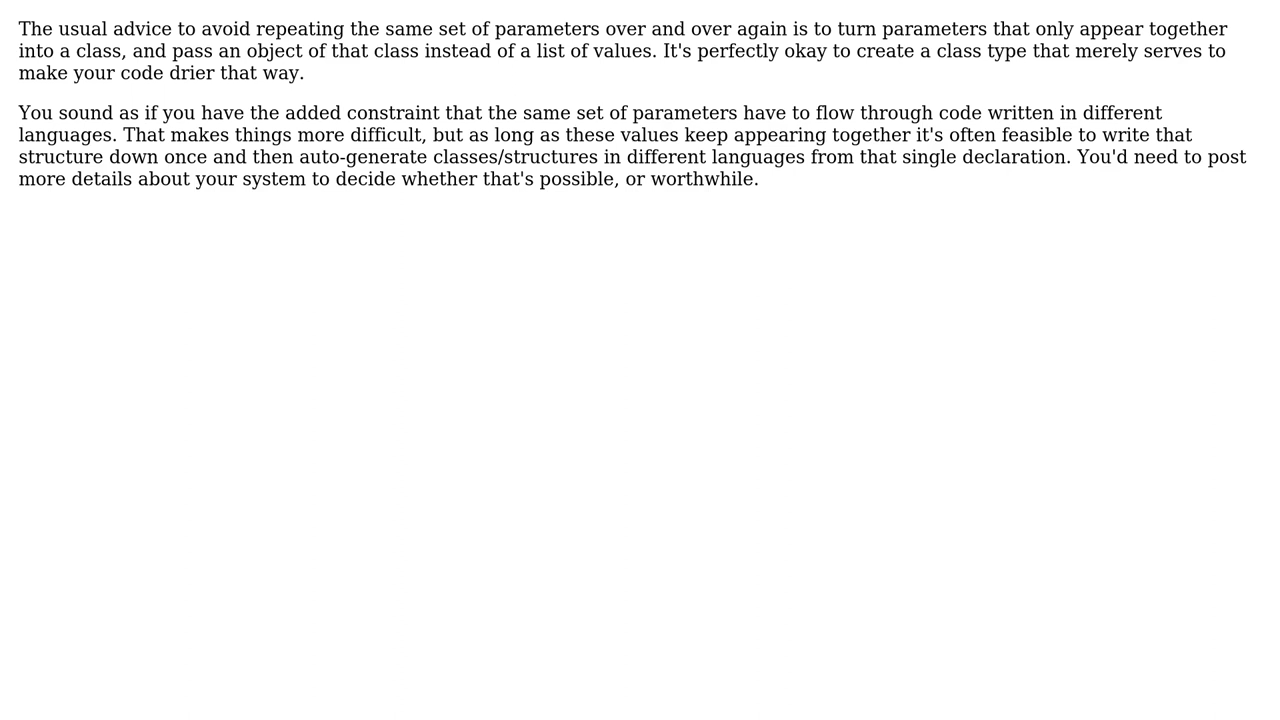 The usual advice to avoid repeating the same set of parameters over and over again is to turn parameters that only appear together
into a class, and pass an object of that class instead of a list of values. It's perfectly okay to create a class type that merely serves to
make your code drier that way.
You sound as if you have the added constraint that the same set of parameters have to flow through code written in different
languages. That makes things more difficult, but as long as these values keep appearing together it's often feasible to write that
structure down once and then auto-generate classes/structures in different languages from that single declaration. You'd need to post
more details about your system to decide whether that's possible, or worthwhile.